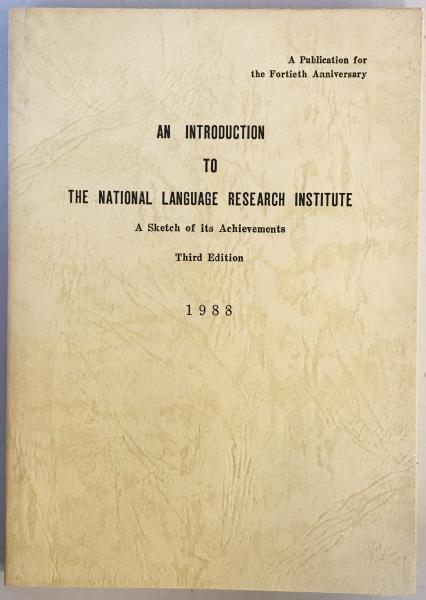 A Publication for
the Fortieth Anniversary
AN INTRODUCTION
TO
THE NATIONAL LANGUAGE RESEARCH INSTITUTE
A Sketch of its Achievements
Third Edition
1988